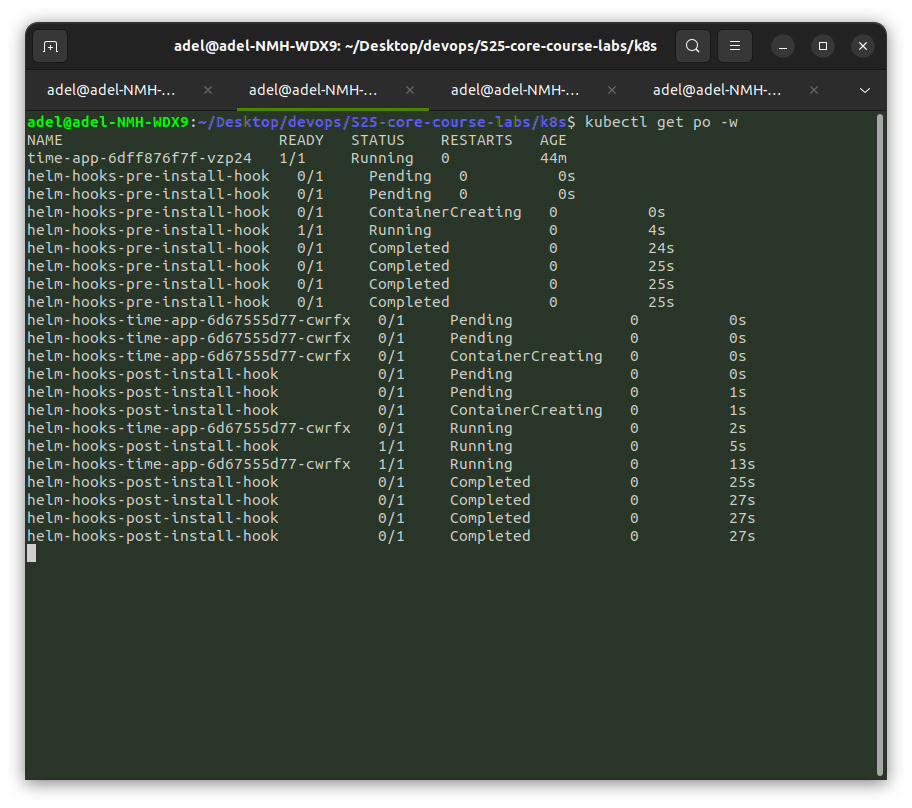 adel@adel-NMH-WDX9: ~/Desktop/devops/S25-core-course-labs/k8s
adel@adel-NMH-... adel@adel-NMH-... adel@adel-NMH-... adel@adel-NMH-...
adel@adel-NMH-WDX9:~/Desktop/devops/S25-core-course-labs/k8s$ kubectl get po -w
NAME                        READY   STATUS    RESTARTS   AGE
time-app-6dff876f7f-vzp24   1/1     Running   0          44m
helm-hooks-pre-install-hook   0/1     Pending   0          0s
helm-hooks-pre-install-hook   0/1     Pending   0          0s
helm-hooks-pre-install-hook   0/1     ContainerCreating   0          0s
helm-hooks-pre-install-hook   1/1     Running             0          4s
helm-hooks-pre-install-hook   0/1     Completed           0          24s
helm-hooks-pre-install-hook   0/1     Completed           0          25s
helm-hooks-pre-install-hook   0/1     Completed           0          25s
helm-hooks-pre-install-hook   0/1     Completed           0          25s
helm-hooks-time-app-6d67555d77-cwrfx   0/1     Pending             0          0s
helm-hooks-time-app-6d67555d77-cwrfx   0/1     Pending             0          0s
helm-hooks-time-app-6d67555d77-cwrfx   0/1     ContainerCreating   0          0s
helm-hooks-post-install-hook           0/1     Pending             0          0s
helm-hooks-post-install-hook           0/1     Pending             0          1s
helm-hooks-post-install-hook           0/1     ContainerCreating   0          1s
helm-hooks-time-app-6d67555d77-cwrfx   0/1     Running             0          2s
helm-hooks-post-install-hook           1/1     Running             0          5s
helm-hooks-time-app-6d67555d77-cwrfx   1/1     Running             0          13s
helm-hooks-post-install-hook           0/1     Completed           0          25s
helm-hooks-post-install-hook           0/1     Completed           0          27s
helm-hooks-post-install-hook           0/1     Completed           0          27s
helm-hooks-post-install-hook           0/1     Completed           0          27s